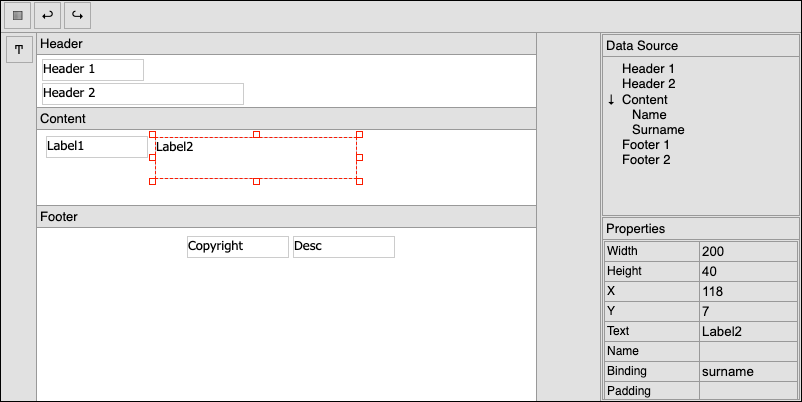 ↩ ↪
T
Header
Header 1
Header 2
Content
Label1 Label2
Footer
Copyright Desc
Data Source
Header 1
Header 2
↓ Content
Name
Surname
Footer 1
Footer 2
Properties
Width 200
Height 40
X 118
Y 7
Text Label2
Name
Binding surname
Padding